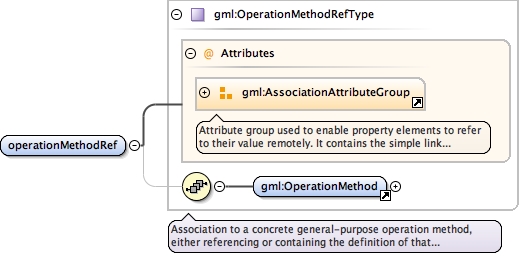 gml:OperationMethodRefType
@ Attributes
gml:AssociationAttributeGroup
Attribute group used to enable property elements to refer
to their value remotely. It contains the simple link...
operationMethodRef
gml:OperationMethod
Association to a concrete general-purpose operation method,
either referencing or containing the definition of that...